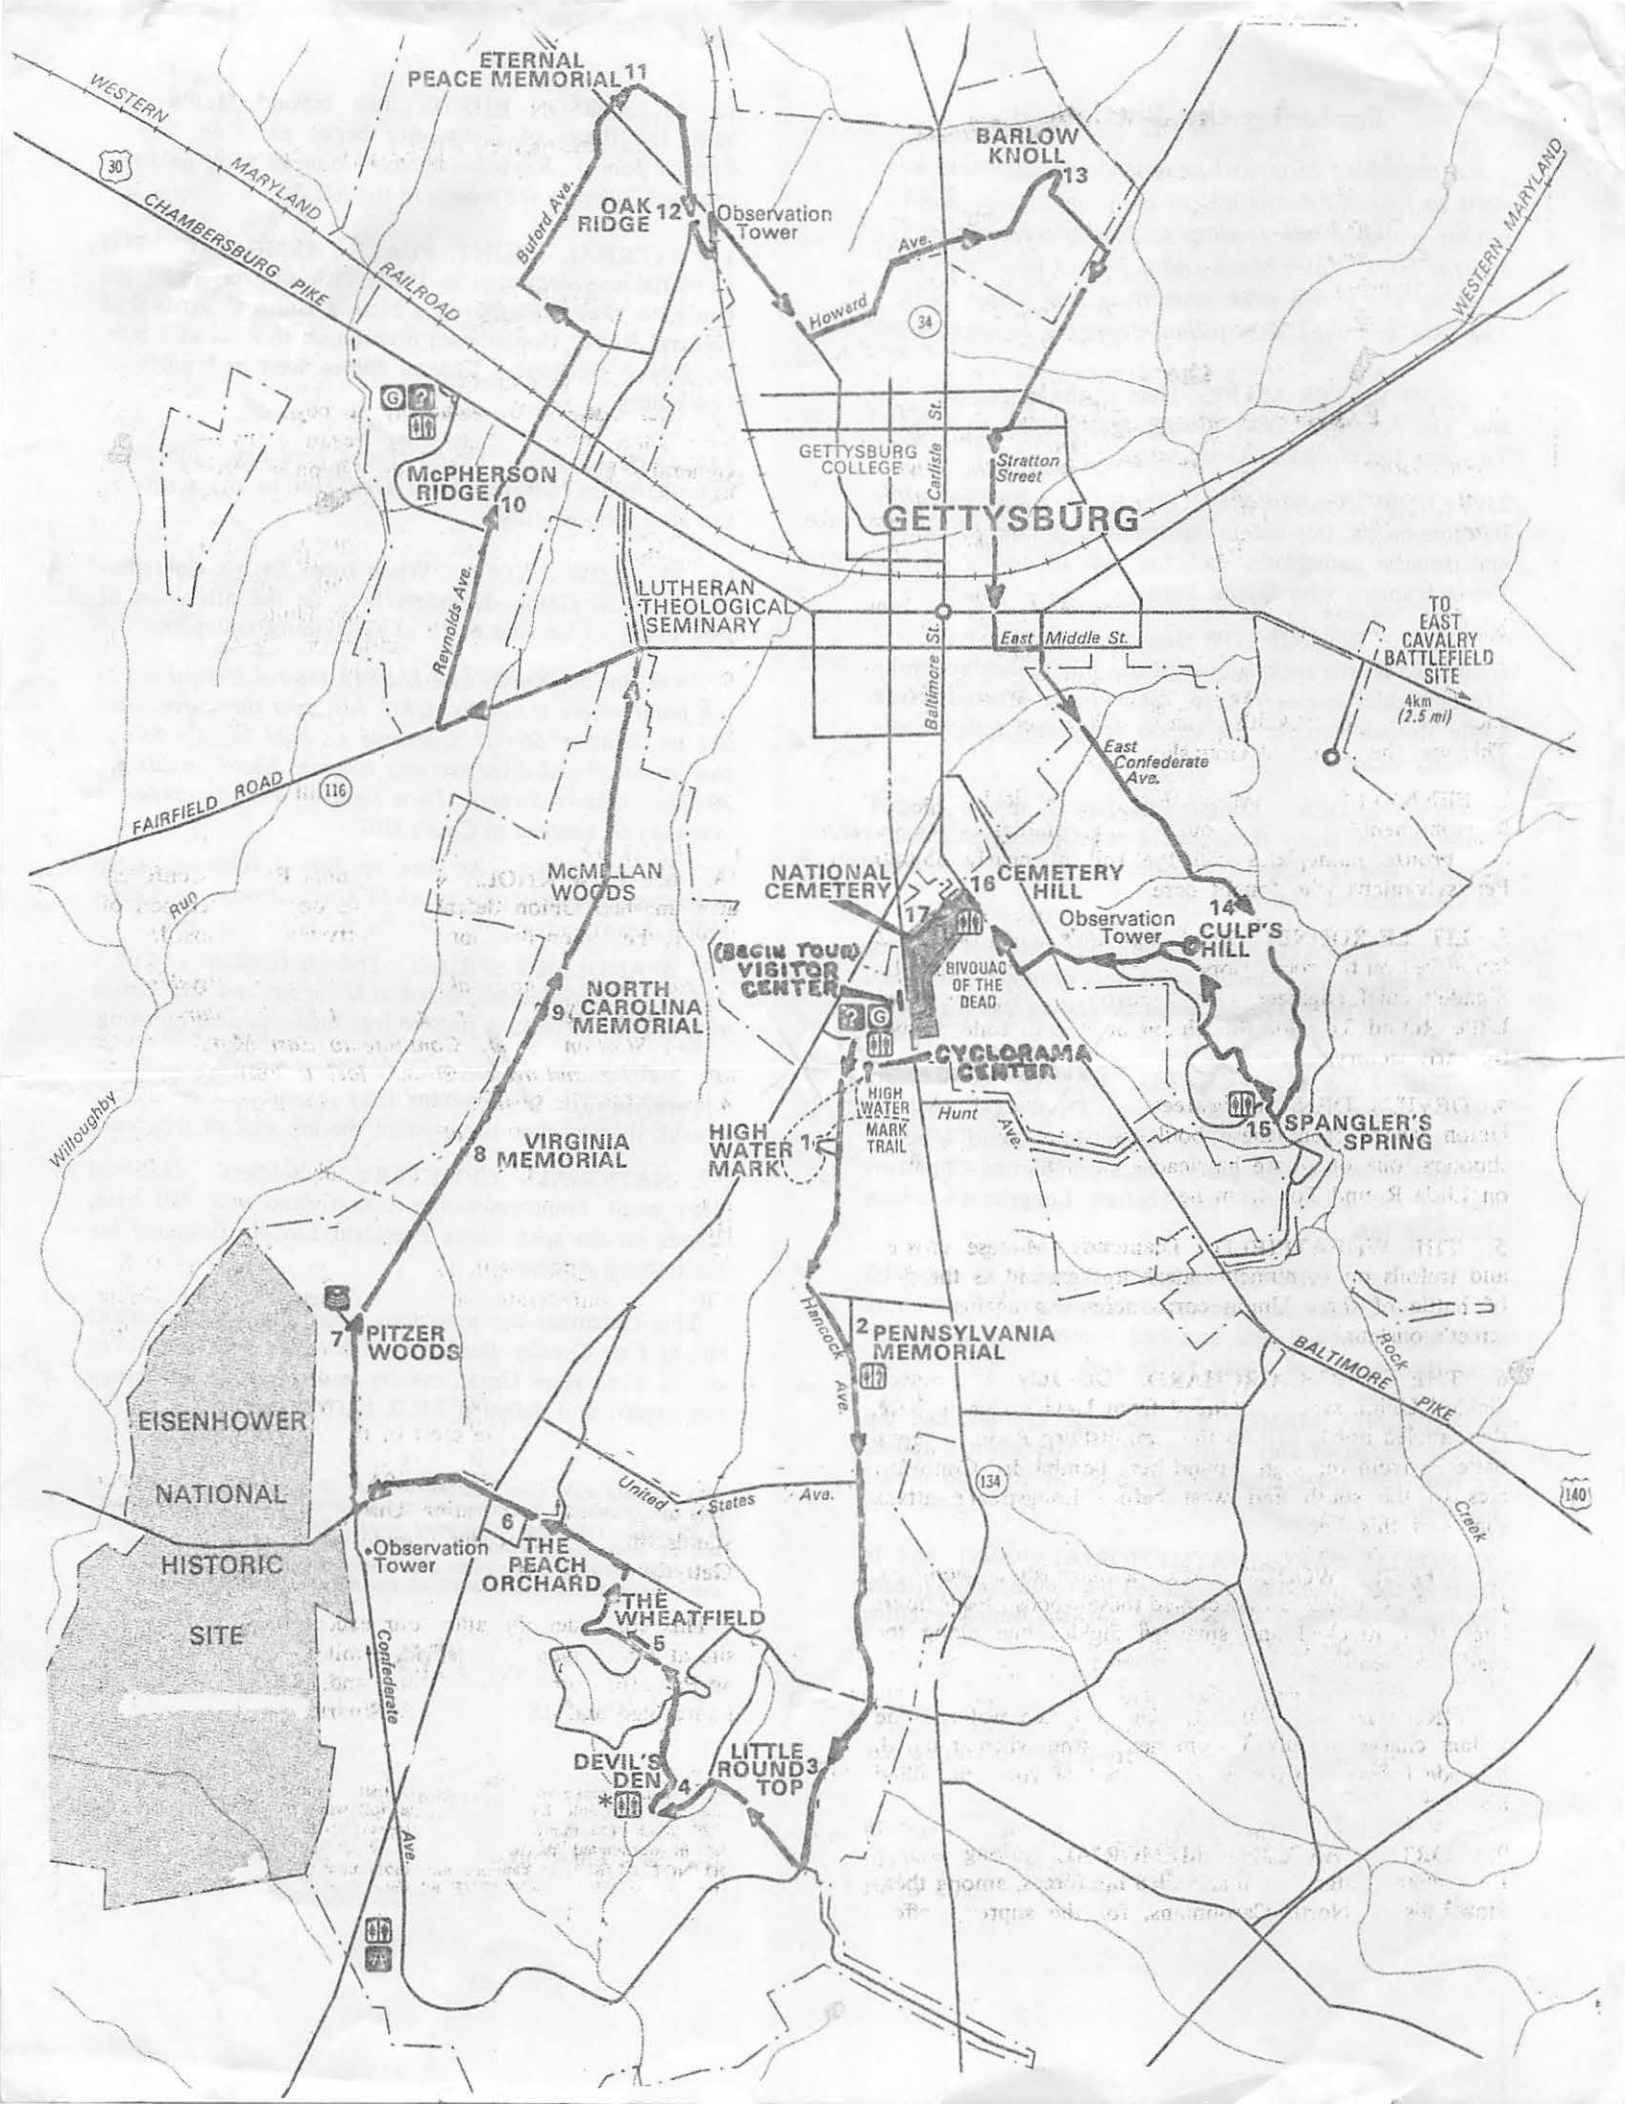 ETERNAL
PEACE MEMORIAL 11
WESTERN
MARYLAND
RAILROAD
30
CHAMBERSBURG PIKE
BARLOW
KNOLL
13
WESTERN MARYLAND
OAK 12
RIDGE
Observation
Tower
Buford Ave.
Howard
Ave.
34
G ?
McPHERSON
RIDGE
10
GETTYSBURG
COLLEGE
Carlisle St.
Stratton
Street
GETTYSBURG
Reynolds Ave.
LUTHERAN
THEOLOGICAL
SEMINARY
East Middle St.
Baltimore St.
TO
EAST
CAVALRY
BATTLEFIELD
SITE
4km
(2.5 mi)
East
Confederate
Ave.
FAIRFIELD ROAD
116
McMILLAN
WOODS
NATIONAL
CEMETERY
16
CEMETERY
HILL
17
14
CULP'S
HILL
Observation
Tower
Willoughby
Run
(BEGIN TOUR)
VISITOR
CENTER
BIVOUAC
OF THE
DEAD
9
NORTH
CAROLINA
MEMORIAL
? G
CYCLORAMA
CENTER
HIGH
WATER
MARK
TRAIL
Hunt
Ave.
15
SPANGLER'S
SPRING
HIGH
WATER
MARK
1
8
VIRGINIA
MEMORIAL
7
PITZER
WOODS
Hancock
Ave.
2
PENNSYLVANIA
MEMORIAL
BALTIMORE PIKE
Rock
Creek
140
EISENHOWER
NATIONAL
HISTORIC
SITE
United States Ave.
134
6
THE
PEACH
ORCHARD
Observation
Tower
THE
WHEATFIELD
5
Confederate
Ave.
DEVIL'S
DEN
4
*
LITTLE
ROUND
TOP
3